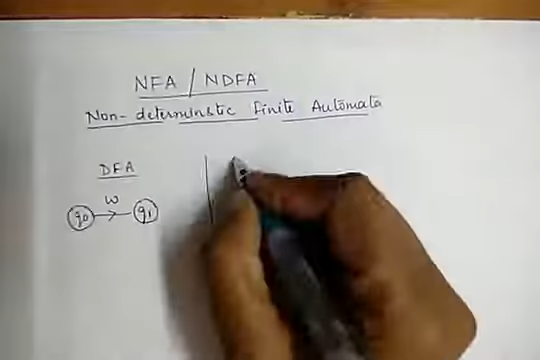 NFA / NDFA
Non-deterministic Finite Automata
DFA
w
q0 q1